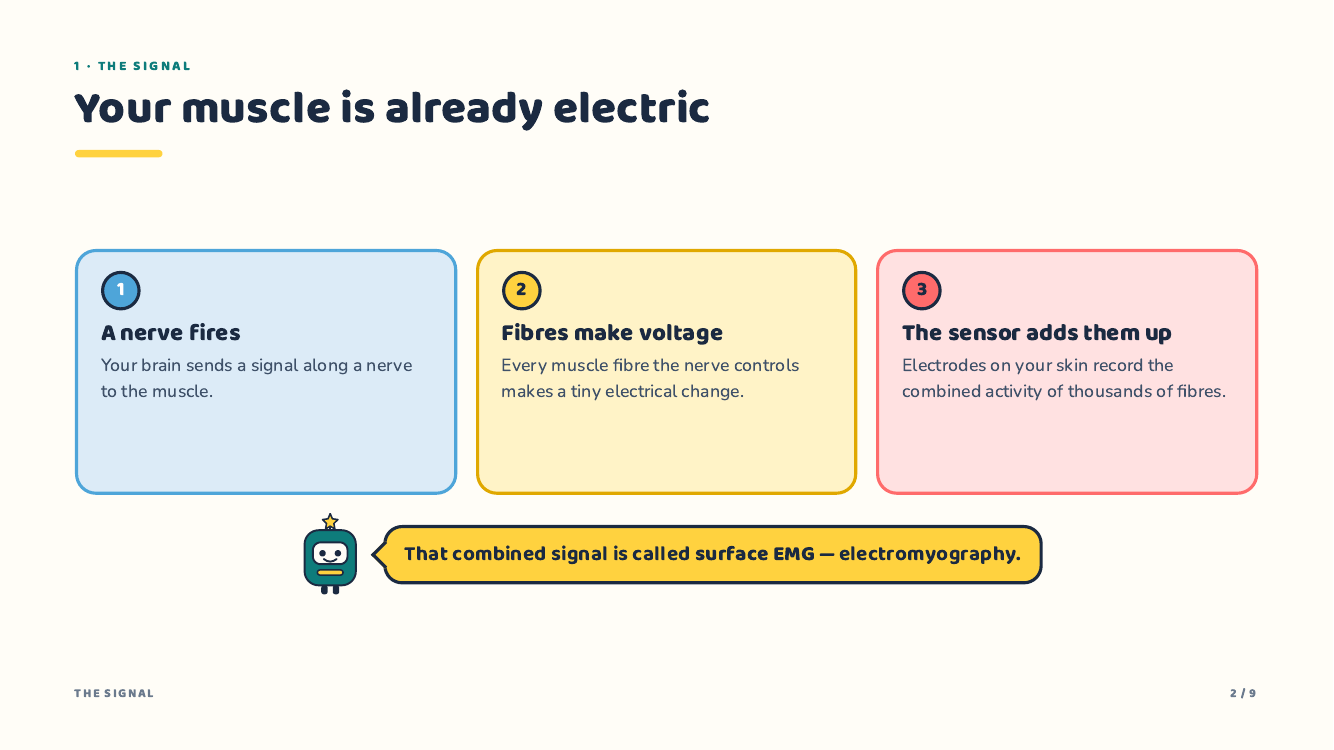 1 · THE SIGNAL
Your muscle is already electric
1
A nerve fires
Your brain sends a signal along a nerve
to the muscle.
2
Fibres make voltage
Every muscle fibre the nerve controls
makes a tiny electrical change.
3
The sensor adds them up
Electrodes on your skin record the
combined activity of thousands of fibres.
That combined signal is called surface EMG — electromyography.
THE SIGNAL
2 / 9